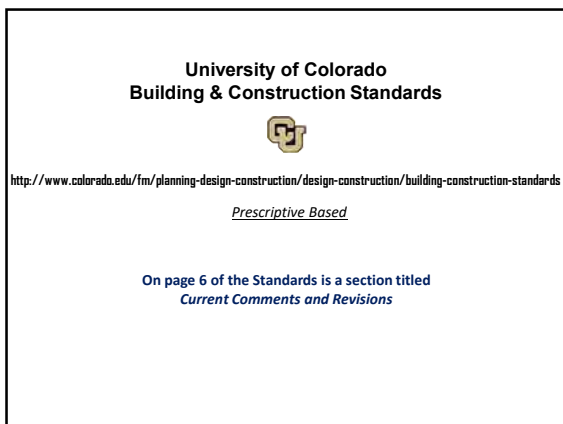 University of Colorado
Building & Construction Standards
CU
http://www.colorado.edu/fm/planning-design-construction/design-construction/building-construction-standards
Prescriptive Based
On page 6 of the Standards is a section titled
Current Comments and Revisions